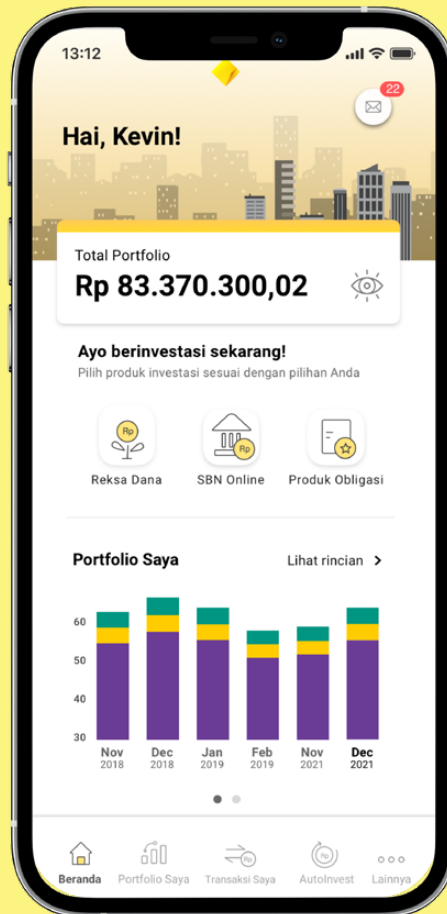 13:12
22
Hai, Kevin!
Total Portfolio
Rp 83.370.300,02
Ayo berinvestasi sekarang!
Pilih produk investasi sesuai dengan pilihan Anda
Rp
Rp
Reksa Dana SBN Online Produk Obligasi
Portfolio Saya Lihat rincian >
60
50
40
30
Nov Dec Jan Feb Nov Dec
2018 2018 2019 2019 2021 2021
Rp Rp
Beranda Portfolio Saya Transaksi Saya AutoInvest Lainnya